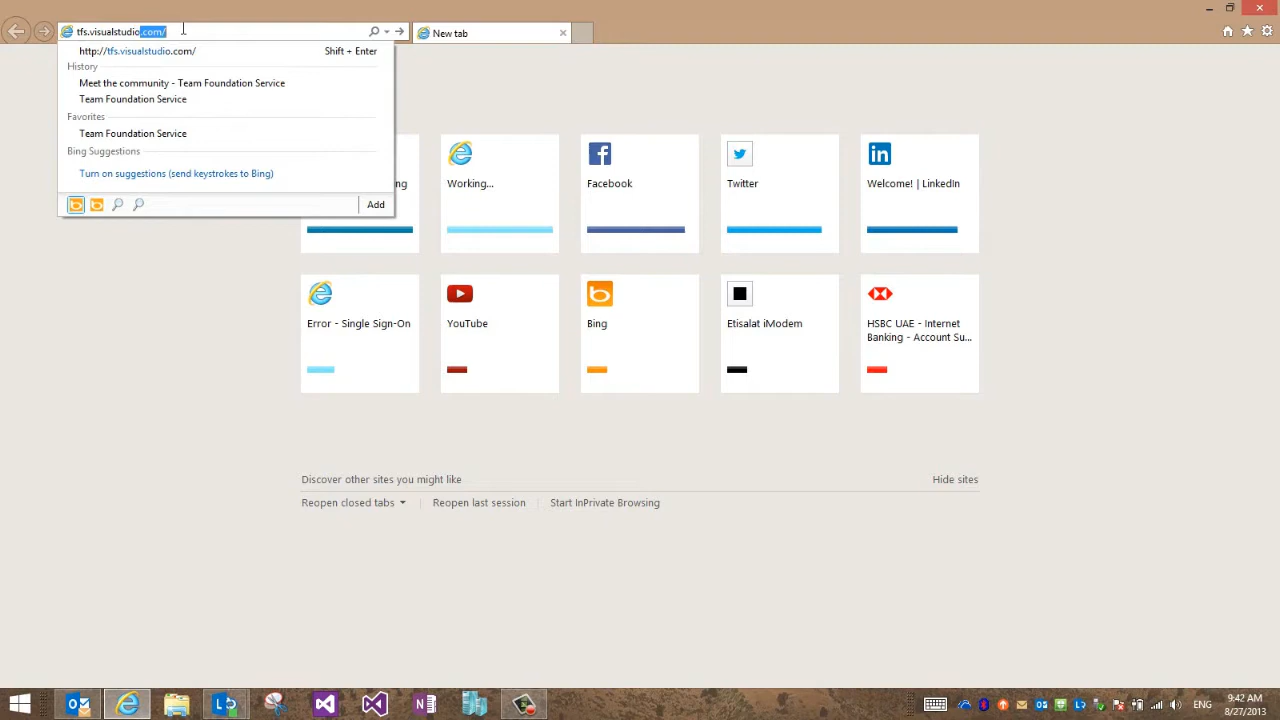 tfs.visualstudio.com/
New tab
http://tfs.visualstudio.com/ Shift + Enter
History
Meet the community - Team Foundation Service
Team Foundation Service
Favorites
Team Foundation Service
Bing Suggestions
Turn on suggestions (send keystrokes to Bing)
Add
ng
Working...
Facebook
Twitter
Welcome! | LinkedIn
Error - Single Sign-On
YouTube
Bing
Etisalat iModem
HSBC UAE - Internet
Banking - Account Su...
Discover other sites you might like
Hide sites
Reopen closed tabs
Reopen last session
Start InPrivate Browsing
ENG
9:42 AM
8/27/2013